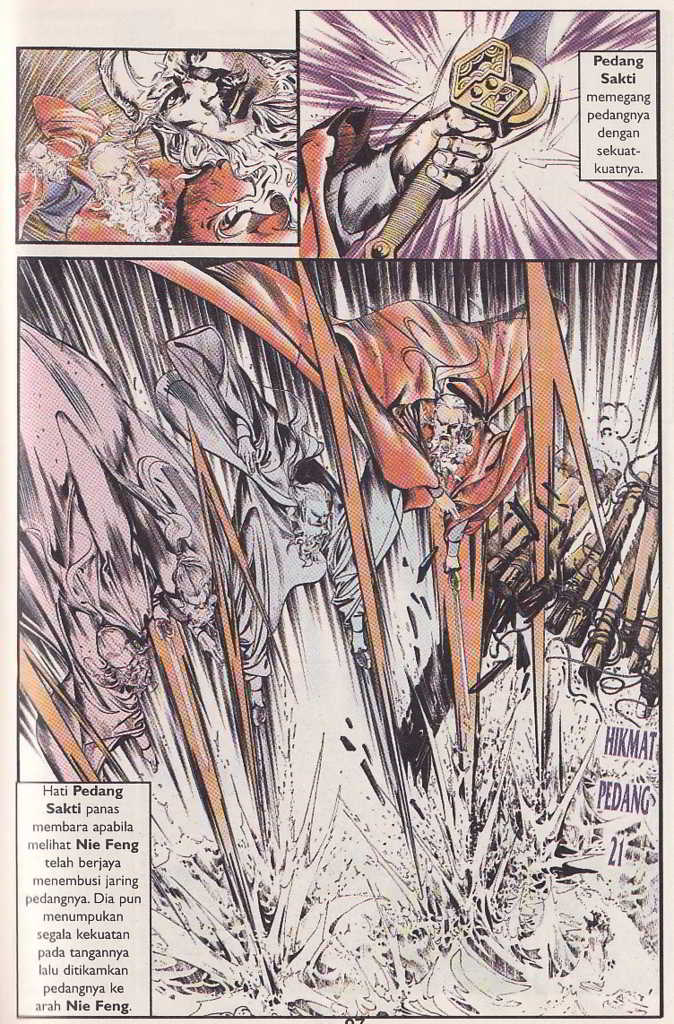 Pedang
Sakti
memegang
pedangnya
dengan
sekuat-
kuatnya.
HIKMAT
PEDANG
21
Hati Pedang
Sakti panas
membara apabila
melihat Nie Feng
telah berjaya
menembusi jaring
pedangnya. Dia pun
menumpukan
segala kekuatan
pada tangannya
lalu ditikamkan
pedangnya ke
arah Nie Feng.